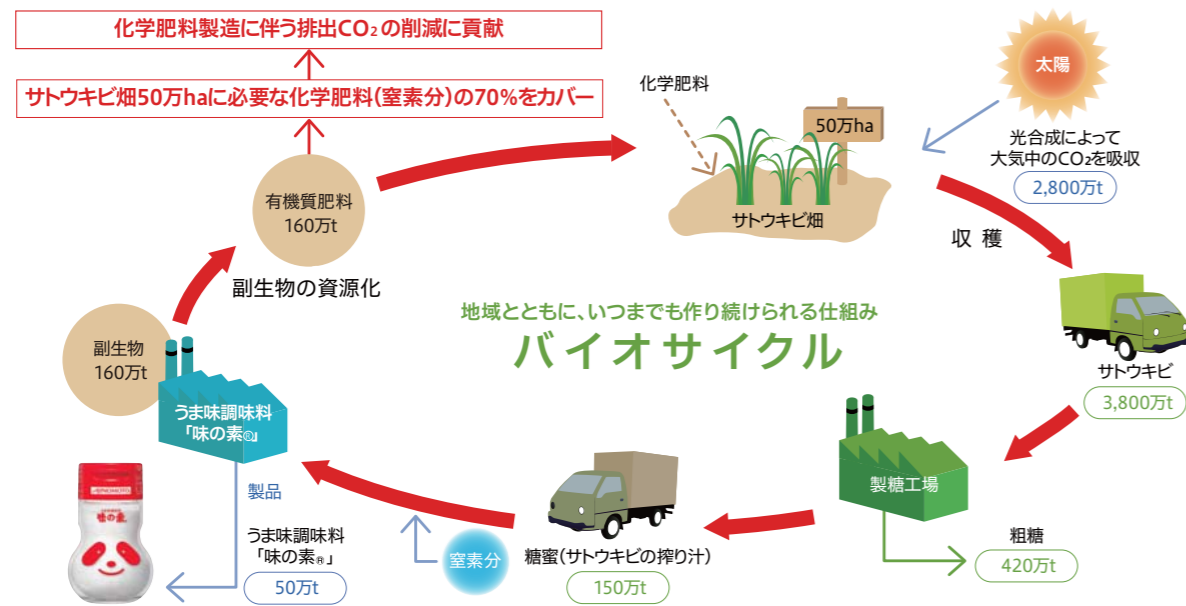 化学肥料製造に伴う排出CO₂の削減に貢献
サトウキビ畑50万haに必要な化学肥料(窒素分)の70%をカバー
有機質肥料
160万t
副生物の資源化
化学肥料
50万ha
サトウキビ畑
太陽
光合成によって
大気中のCO₂を吸収
2,800万t
収 穫
地域とともに、いつまでも作り続けられる仕組み
バイオサイクル
サトウキビ
3,800万t
副生物
160万t
うま味調味料
「味の素®」
製糖工場
粗糖
420万t
糖蜜(サトウキビの搾り汁)
150万t
窒素分
製品
うま味調味料
「味の素®」
50万t
味の素